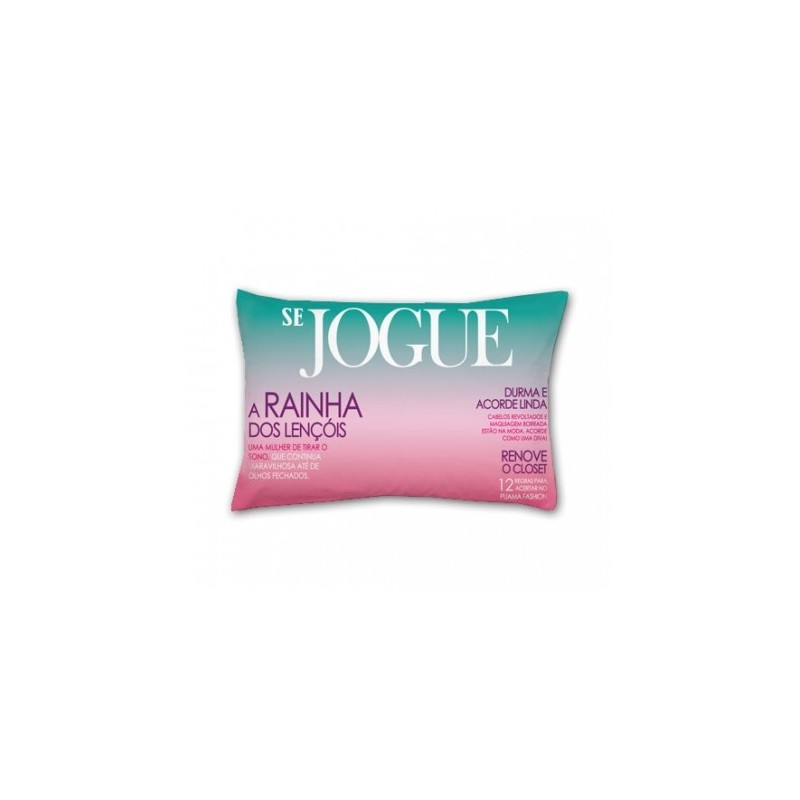 SE JOGUE
A RAINHA
DOS LENÇÓIS
UMA MULHER DE TIRAR O
SONO, QUE CONTINUA
MARAVILHOSA ATÉ DE
OLHOS FECHADOS.
DURMA E
ACORDE LINDA
CABELOS REVOLTADOS E
MAQUIAGEM BORRADA
ESTÃO NA MODA. ACORDE
COMO UMA DIVA!
RENOVE
O CLOSET
12 REGRAS PARA
ACERTAR NO
PIJAMA FASHION